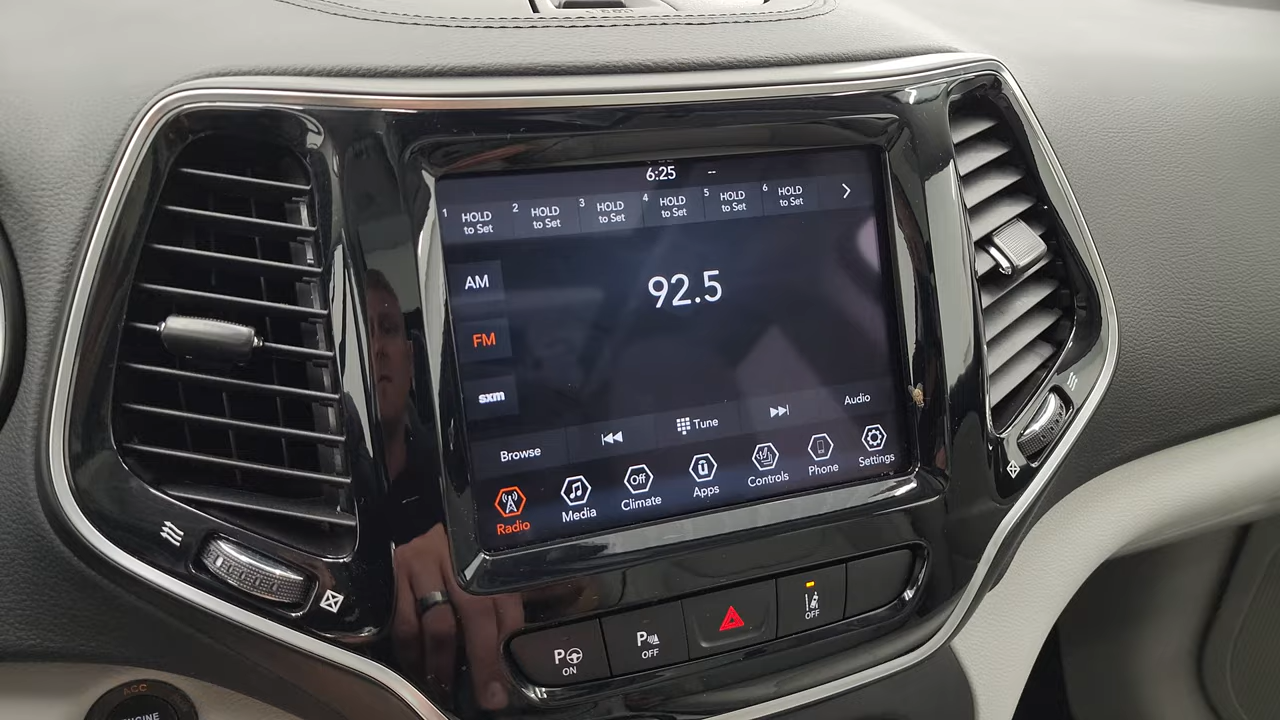 6:25 --
1 HOLD to Set
2 HOLD to Set
3 HOLD to Set
4 HOLD to Set
5 HOLD to Set
6 HOLD to Set
AM
92.5
FM
sxm
Browse
Tune
Audio
Radio
Media
Off
Climate
Apps
Controls
Phone
Settings
P ON
P OFF
OFF
ACC
ENGINE